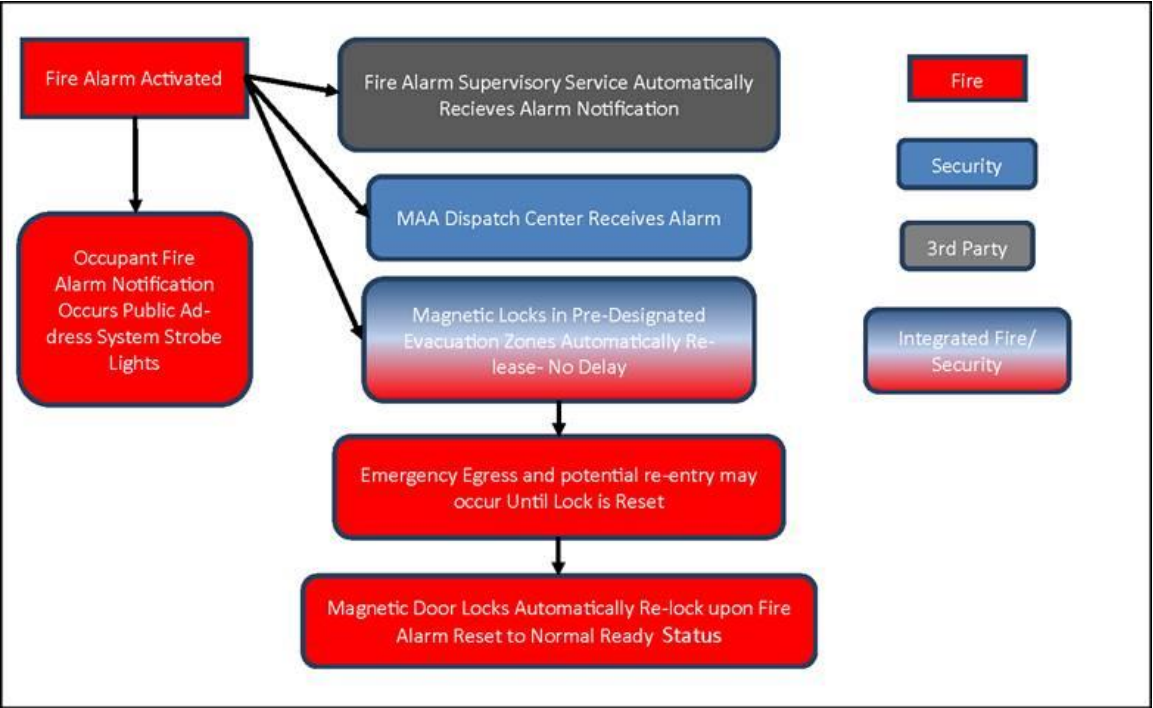 Fire Alarm Activated
Fire Alarm Supervisory Service Automatically
Recieves Alarm Notification
MAA Dispatch Center Receives Alarm
Occupant Fire
Alarm Notification
Occurs Public Ad-
dress System Strobe
Lights
Magnetic Locks in Pre-Designated
Evacuation Zones Automatically Re-
lease- No Delay
Emergency Egress and potential re-entry may
occur Until Lock is Reset
Magnetic Door Locks Automatically Re-lock upon Fire
Alarm Reset to Normal Ready Status
Fire
Security
3rd Party
Integrated Fire/
Security